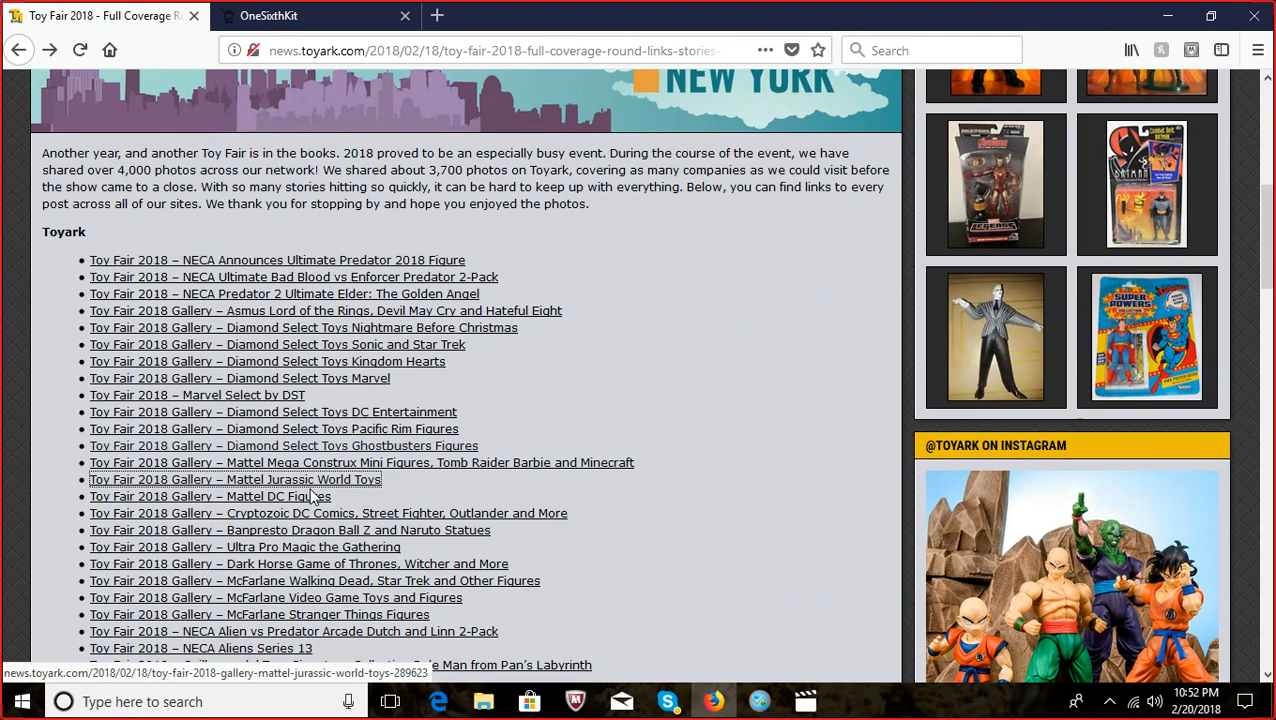 Toy Fair 2018 - Full Coverage Ro
OneSixthKit
news.toyark.com/2018/02/18/toy-fair-2018-full-coverage-round-links-stories-
Search
NEW YORK
Another year, and another Toy Fair is in the books. 2018 proved to be an especially busy event. During the course of the event, we have
shared over 4,000 photos across our network! We shared about 3,700 photos on Toyark, covering as many companies as we could visit before
the show came to a close. With so many stories hitting so quickly, it can be hard to keep up with everything. Below, you can find links to every
post across all of our sites. We thank you for stopping by and hope you enjoyed the photos.
Toyark
Toy Fair 2018 – NECA Announces Ultimate Predator 2018 Figure
Toy Fair 2018 – NECA Ultimate Bad Blood vs Enforcer Predator 2-Pack
Toy Fair 2018 – NECA Predator 2 Ultimate Elder: The Golden Angel
Toy Fair 2018 Gallery – Asmus Lord of the Rings, Devil May Cry and Hateful Eight
Toy Fair 2018 Gallery – Diamond Select Toys Nightmare Before Christmas
Toy Fair 2018 Gallery – Diamond Select Toys Sonic and Star Trek
Toy Fair 2018 Gallery – Diamond Select Toys Kingdom Hearts
Toy Fair 2018 Gallery – Diamond Select Toys Marvel
Toy Fair 2018 – Marvel Select by DST
Toy Fair 2018 Gallery – Diamond Select Toys DC Entertainment
Toy Fair 2018 Gallery – Diamond Select Toys Pacific Rim Figures
Toy Fair 2018 Gallery – Diamond Select Toys Ghostbusters Figures
Toy Fair 2018 Gallery – Mattel Mega Construx Mini Figures, Tomb Raider Barbie and Minecraft
Toy Fair 2018 Gallery – Mattel Jurassic World Toys
Toy Fair 2018 Gallery – Mattel DC Figures
Toy Fair 2018 Gallery – Cryptozoic DC Comics, Street Fighter, Outlander and More
Toy Fair 2018 Gallery – Banpresto Dragon Ball Z and Naruto Statues
Toy Fair 2018 Gallery – Ultra Pro Magic the Gathering
Toy Fair 2018 Gallery – Dark Horse Game of Thrones, Witcher and More
Toy Fair 2018 Gallery – McFarlane Walking Dead, Star Trek and Other Figures
Toy Fair 2018 Gallery – McFarlane Video Game Toys and Figures
Toy Fair 2018 Gallery – McFarlane Stranger Things Figures
Toy Fair 2018 – NECA Alien vs Predator Arcade Dutch and Linn 2-Pack
Toy Fair 2018 – NECA Aliens Series 13
Man from Pan's Labyrinth
LEGENDS
BATMAN
SUPER
POWERS
@TOYARK ON INSTAGRAM
news.toyark.com/2018/02/18/toy-fair-2018-gallery-mattel-jurassic-world-toys-289623
Type here to search
10:52 PM
2/20/2018